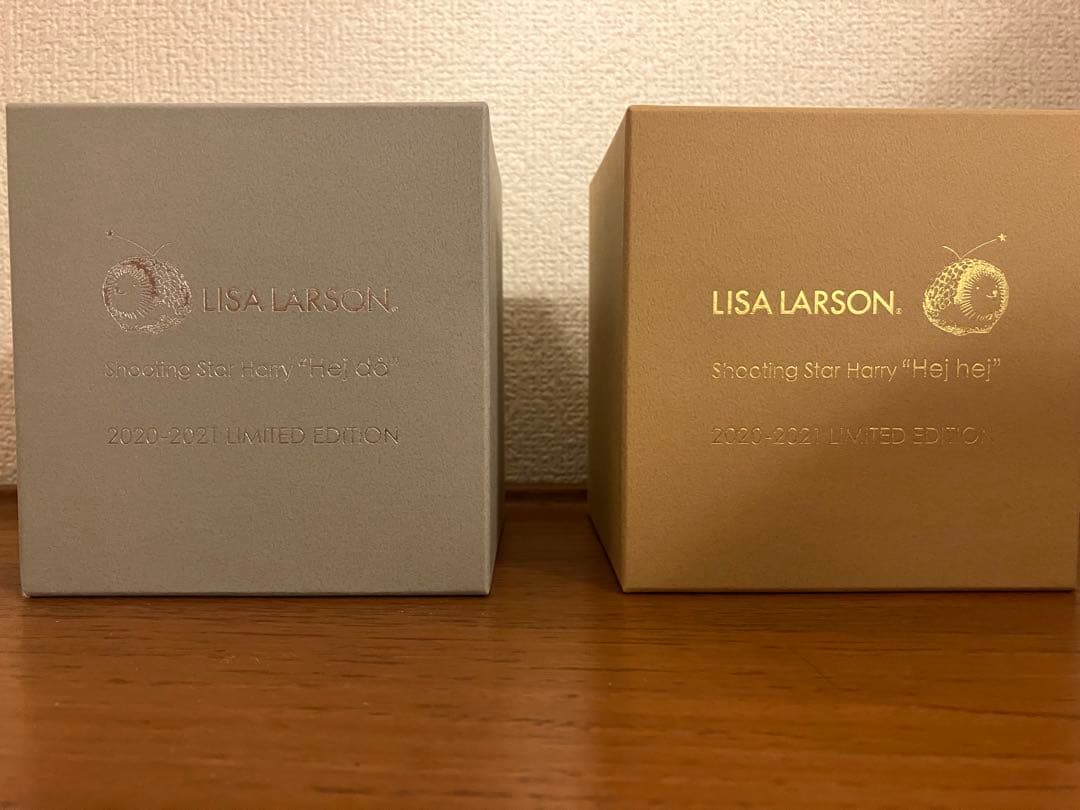 LISA LARSON®
Shooting Star Harry “Hej då”
2020-2021 LIMITED EDITION
LISA LARSON®
Shooting Star Harry “Hej hej”
2020-2021 LIMITED EDITION